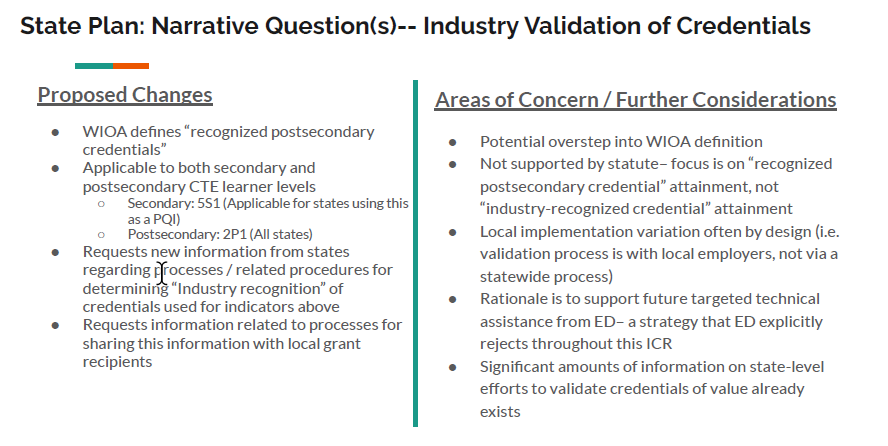 State Plan: Narrative Question(s)-- Industry Validation of Credentials
Proposed Changes
● WIOA defines “recognized postsecondary
credentials”
● Applicable to both secondary and
postsecondary CTE learner levels
○ Secondary: 5S1 (Applicable for states using this
as a PQI)
○ Postsecondary: 2P1 (All states)
● Requests new information from states
regarding processes / related procedures for
determining “Industry recognition” of
credentials used for indicators above
● Requests information related to processes for
sharing this information with local grant
recipients
Areas of Concern / Further Considerations
● Potential overstep into WIOA definition
● Not supported by statute– focus is on “recognized
postsecondary credential” attainment, not
“industry-recognized credential” attainment
● Local implementation variation often by design (i.e.
validation process is with local employers, not via a
statewide process)
● Rationale is to support future targeted technical
assistance from ED– a strategy that ED explicitly
rejects throughout this ICR
● Significant amounts of information on state-level
efforts to validate credentials of value already
exists